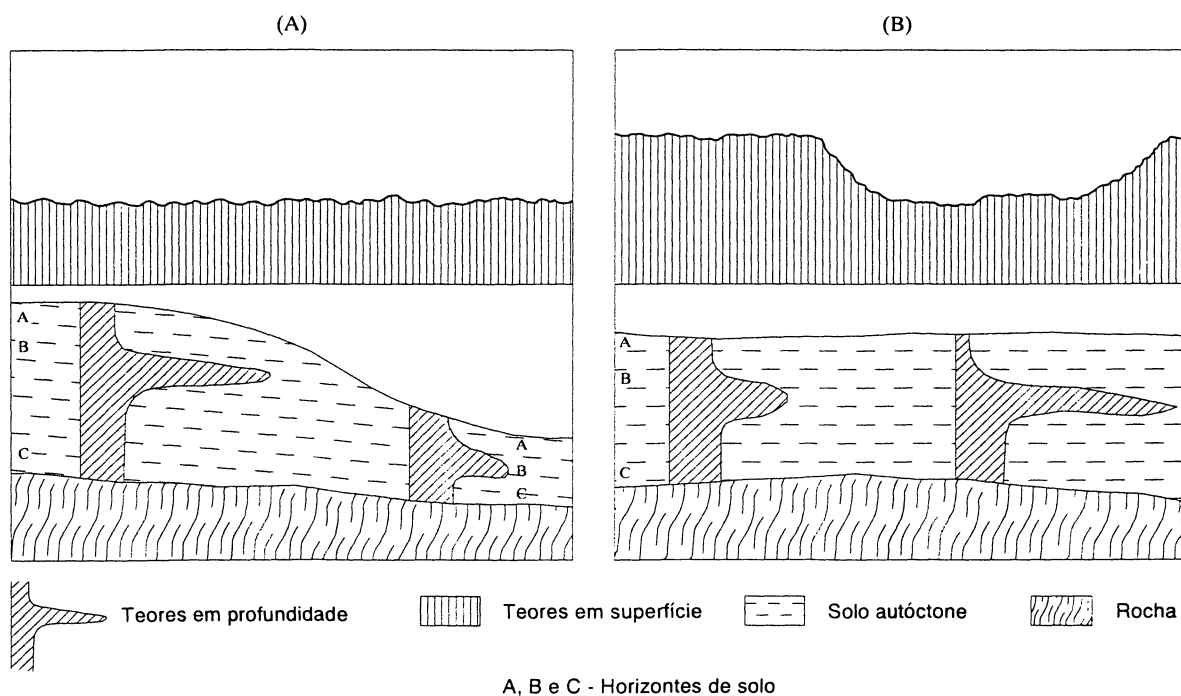 (A) (B)
A
B
C
A
B
C
A
B
C
Teores em profundidade Teores em superfície Solo autóctone Rocha
A, B e C - Horizontes de solo